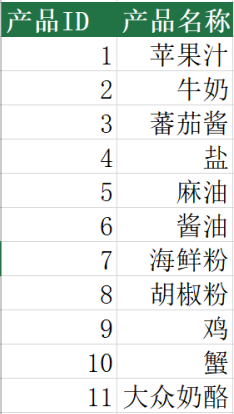 产品ID 产品名称
1 苹果汁
2 牛奶
3 蕃茄酱
4 盐
5 麻油
6 酱油
7 海鲜粉
8 胡椒粉
9 鸡
10 蟹
11 大众奶酪